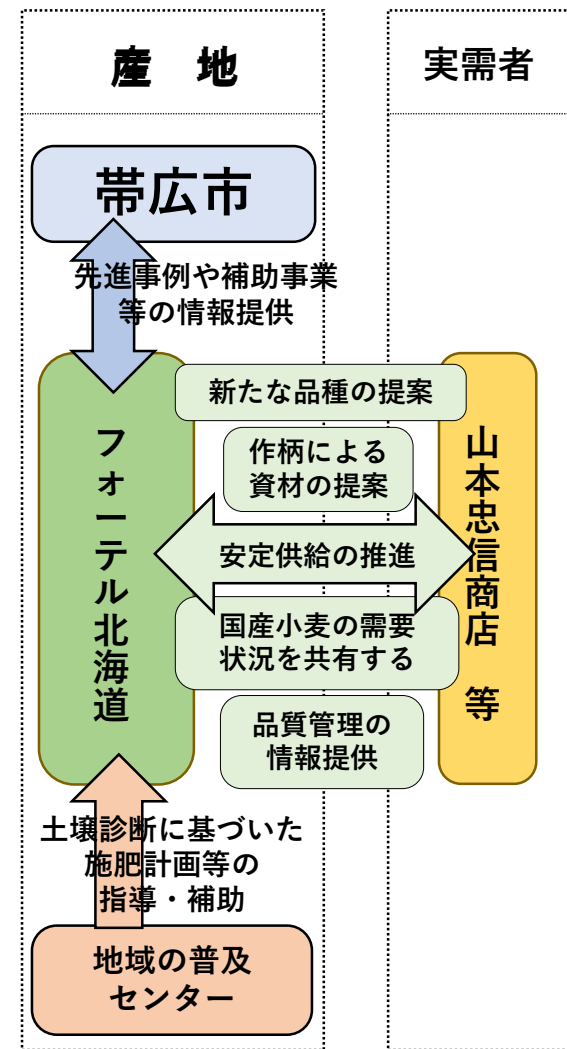 産　地
実需者
帯広市
先進事例や補助事業
等の情報提供
フォーテル北海道
新たな品種の提案
作柄による
資材の提案
安定供給の推進
国産小麦の需要
状況を共有する
品質管理の
情報提供
山本忠信商店　等
土壌診断に基づいた
施肥計画等の
指導・補助
地域の普及
センター